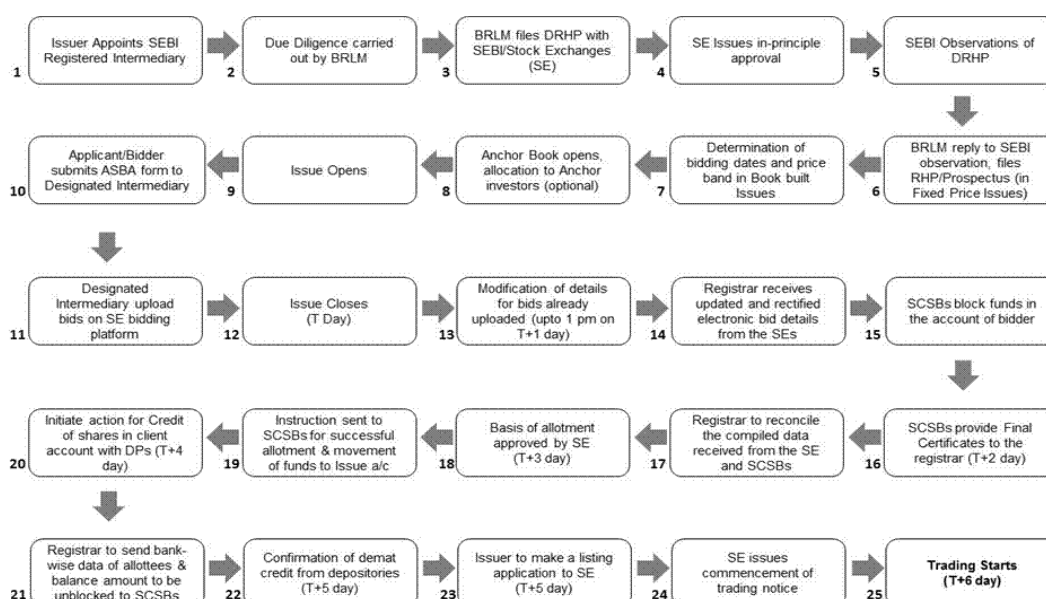 Issuer Appoints SEBI
Registered Intermediary
1
Due Diligence carried
out by BRLM
2
BRLM files DRHP with
SEBI/Stock Exchanges
(SE)
3
SE Issues in-principle
approval
4
SEBI Observations of
DRHP
5
BRLM reply to SEBI
observation, files
RHP/Prospectus (in
Fixed Price Issues)
6
Determination of
bidding dates and price
band in Book built
Issues
7
Anchor Book opens,
allocation to Anchor
investors (optional)
8
Issue Opens
9
Applicant/Bidder
submits ASBA form to
Designated Intermediary
10
Designated
Intermediary upload
bids on SE bidding
platform
11
Issue Closes
(T Day)
12
Modification of details
for bids already
uploaded (upto 1 pm on
T+1 day)
13
Registrar receives
updated and rectified
electronic bid details
from the SEs
14
SCSBs block funds in
the account of bidder
15
SCSBs provide Final
Certificates to the
registrar (T+2 day)
16
Registrar to reconcile
the compiled data
received from the SE
and SCSBs
17
Basis of allotment
approved by SE
(T+3 day)
18
Instruction sent to
SCSBs for successful
allotment & movement
of funds to Issue a/c
19
Initiate action for Credit
of shares in client
account with DPs (T+4
day)
20
Registrar to send bank-
wise data of allottees &
balance amount to be
unblocked to SCSBs
21
Confirmation of demat
credit from depositories
(T+5 day)
22
Issuer to make a listing
application to SE
(T+5 day)
23
SE issues
commencement of
trading notice
24
Trading Starts
(T+6 day)
25